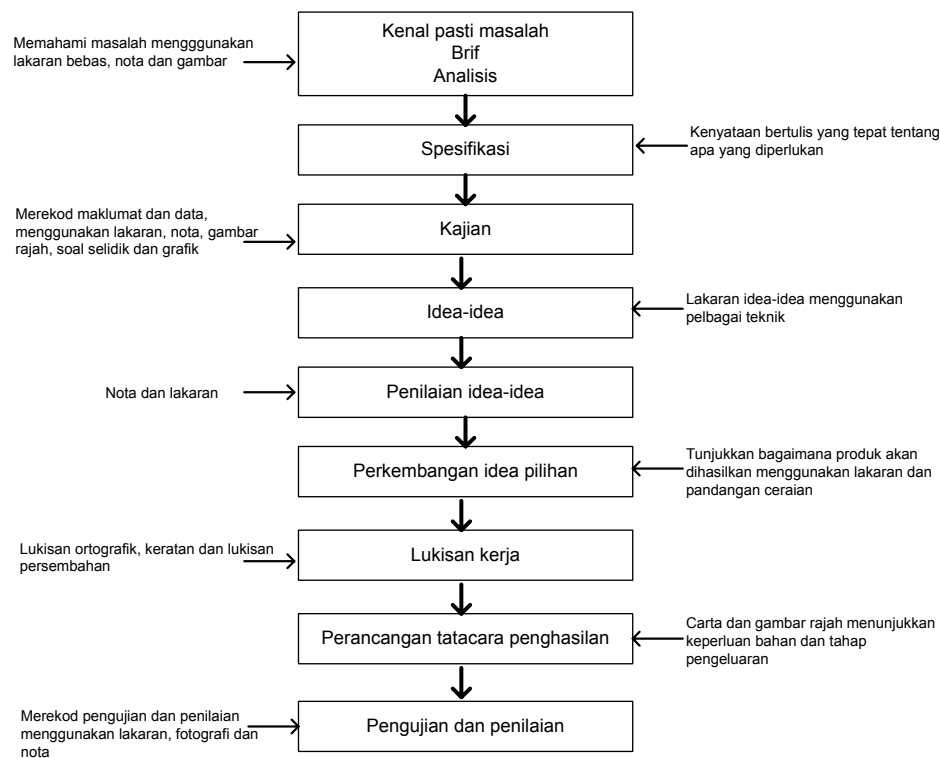 Kenal pasti masalah
Brif
Analisis
Memahami masalah mengggunakan
lakaran bebas, nota dan gambar
Spesifikasi
Kenyataan bertulis yang tepat tentang
apa yang diperlukan
Merekod maklumat dan data,
menggunakan lakaran, nota, gambar
rajah, soal selidik dan grafik
Kajian
Idea-idea
Lakaran idea-idea menggunakan
pelbagai teknik
Nota dan lakaran
Penilaian idea-idea
Perkembangan idea pilihan
Tunjukkan bagaimana produk akan
dihasilkan menggunakan lakaran dan
pandangan ceraian
Lukisan ortografik, keratan dan lukisan
persembahan
Lukisan kerja
Perancangan tatacara penghasilan
Carta dan gambar rajah menunjukkan
keperluan bahan dan tahap
pengeluaran
Merekod pengujian dan penilaian
menggunakan lakaran, fotografi dan
nota
Pengujian dan penilaian